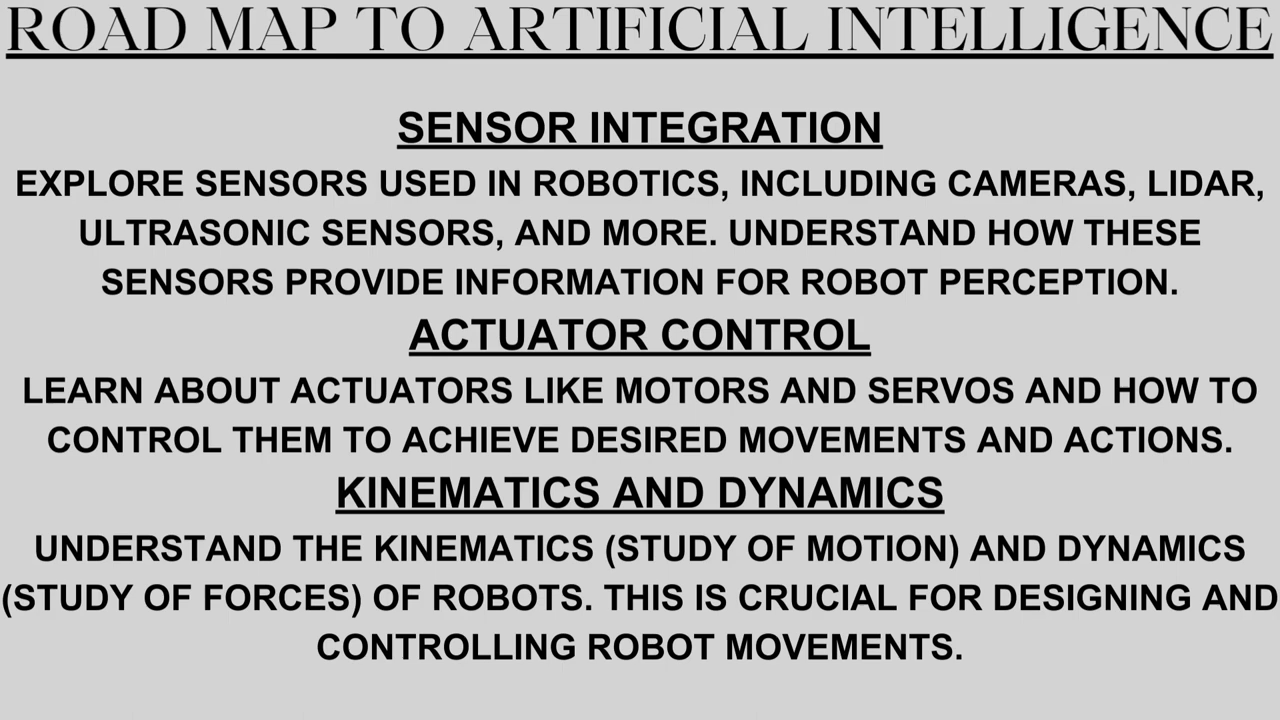 ROAD MAP TO ARTIFICIAL INTELLIGENCE
SENSOR INTEGRATION
EXPLORE SENSORS USED IN ROBOTICS, INCLUDING CAMERAS, LIDAR,
ULTRASONIC SENSORS, AND MORE. UNDERSTAND HOW THESE
SENSORS PROVIDE INFORMATION FOR ROBOT PERCEPTION.
ACTUATOR CONTROL
LEARN ABOUT ACTUATORS LIKE MOTORS AND SERVOS AND HOW TO
CONTROL THEM TO ACHIEVE DESIRED MOVEMENTS AND ACTIONS.
KINEMATICS AND DYNAMICS
UNDERSTAND THE KINEMATICS (STUDY OF MOTION) AND DYNAMICS
(STUDY OF FORCES) OF ROBOTS. THIS IS CRUCIAL FOR DESIGNING AND
CONTROLLING ROBOT MOVEMENTS.